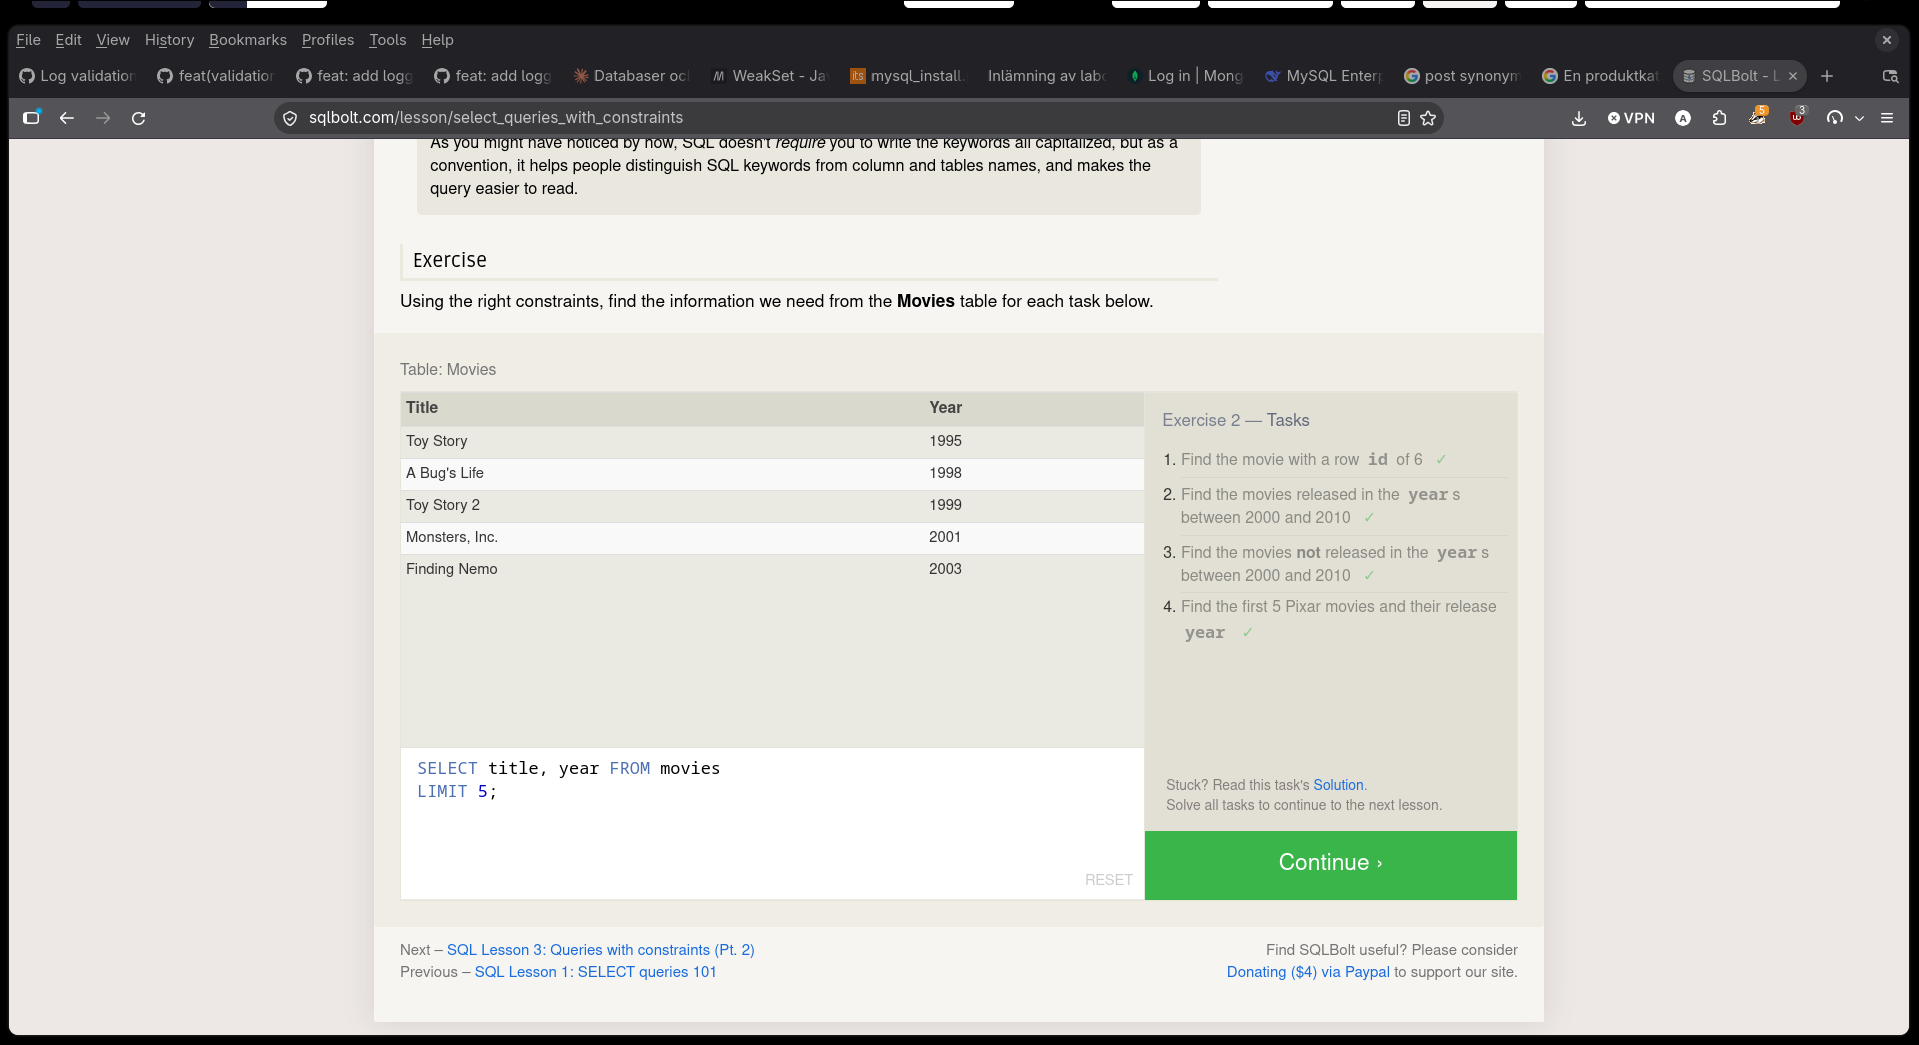 File Edit View History Bookmarks Profiles Tools Help
Log validation feat(validation feat: add logg feat: add logg Databaser oc WeakSet - Ja mysql_install. Inlämning av labo Log in | Mong MySQL Enterp post synonym En produktka SQLBolt - L
sqlbolt.com/lesson/select_queries_with_constraints VPN 5 3
As you might have noticed by now, SQL doesn't require you to write the keywords all capitalized, but as a
convention, it helps people distinguish SQL keywords from column and tables names, and makes the
query easier to read.
Exercise
Using the right constraints, find the information we need from the Movies table for each task below.
Table: Movies
Title Year
Toy Story 1995
A Bug's Life 1998
Toy Story 2 1999
Monsters, Inc. 2001
Finding Nemo 2003
SELECT title, year FROM movies
LIMIT 5;
RESET
Exercise 2 — Tasks
1. Find the movie with a row id of 6 ✓
2. Find the movies released in the years
between 2000 and 2010 ✓
3. Find the movies not released in the years
between 2000 and 2010 ✓
4. Find the first 5 Pixar movies and their release
year ✓
Stuck? Read this task's Solution.
Solve all tasks to continue to the next lesson.
Continue ›
Next – SQL Lesson 3: Queries with constraints (Pt. 2)
Previous – SQL Lesson 1: SELECT queries 101
Find SQLBolt useful? Please consider
Donating ($4) via Paypal to support our site.